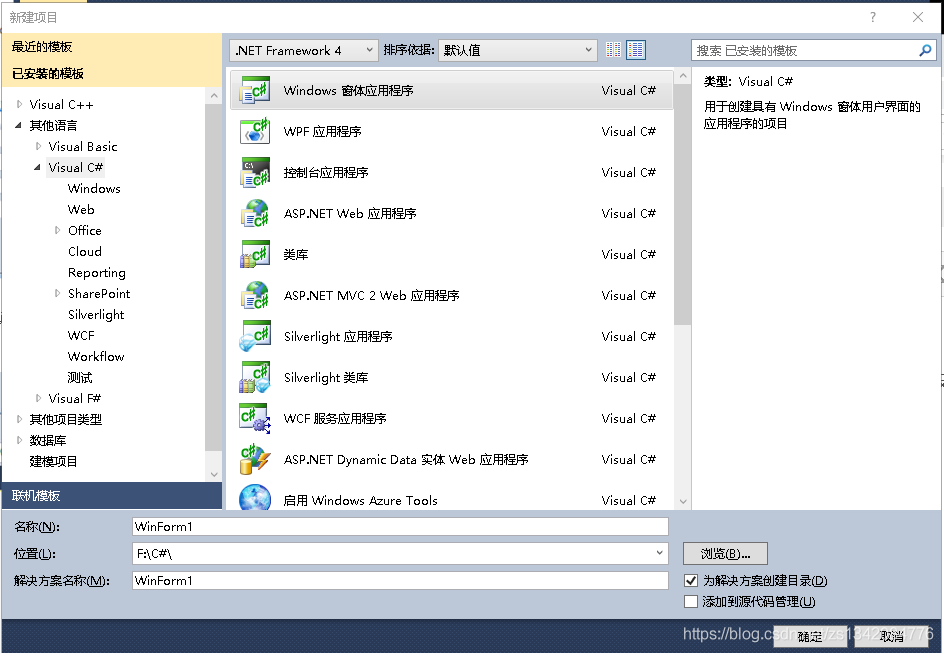 新建项目
最近的模板
已安装的模板
.NET Framework 4
排序依据:
默认值
搜索 已安装的模板
Visual C++
其他语言
Visual Basic
Visual C#
Windows
Web
Office
Cloud
Reporting
SharePoint
Silverlight
WCF
Workflow
测试
Visual F#
其他项目类型
数据库
建模项目
联机模板
Windows 窗体应用程序 Visual C#
WPF 应用程序 Visual C#
控制台应用程序 Visual C#
ASP.NET Web 应用程序 Visual C#
类库 Visual C#
ASP.NET MVC 2 Web 应用程序 Visual C#
Silverlight 应用程序 Visual C#
Silverlight 类库 Visual C#
WCF 服务应用程序 Visual C#
ASP.NET Dynamic Data 实体 Web 应用程序 Visual C#
启用 Windows Azure Tools Visual C#
类型: Visual C#
用于创建具有 Windows 窗体用户界面的
应用程序的项目
名称(N): WinForm1
位置(L): F:\C#\
浏览(B)...
解决方案名称(M): WinForm1
为解决方案创建目录(D)
添加到源代码管理(U)
确定
取消